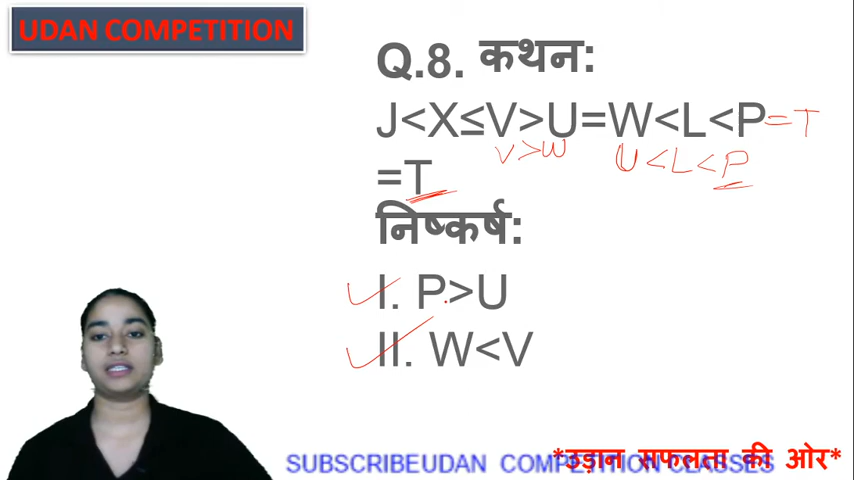 UDAN COMPETITION
Q.8. कथन:
J<X≤V>U=W<L<P=T
V>W U<L<P
=T
निष्कर्ष:
I. P>U
II. W<V
*उड़ान सफलता की ओर*
SUBSCRIBEUDAN COMPETITION CLASSES